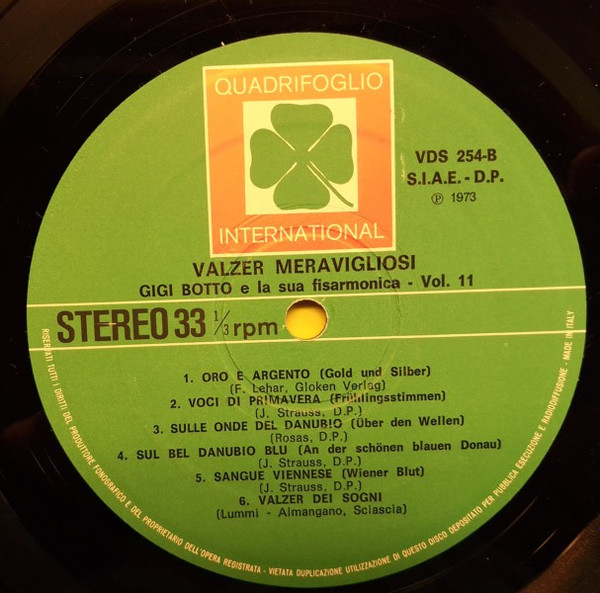 QUADRIFOGLIO
INTERNATIONAL
VDS 254-B
S.I.A.E. - D.P.
℗ 1973
VALZER MERAVIGLIOSI
GIGI BOTTO e la sua fisarmonica - Vol. 11
STEREO 33 1/3 rpm
1. ORO E ARGENTO (Gold und Silber)
(F. Lehar, Gloken Verlag)
2. VOCI DI PRIMAVERA (Frühlingsstimmen)
(J. Strauss, D.P.)
3. SULLE ONDE DEL DANUBIO (Über den Wellen)
(Rosas, D.P.)
4. SUL BEL DANUBIO BLU (An der schönen blauen Donau)
(J. Strauss, D.P.)
5. SANGUE VIENNESE (Wiener Blut)
(J. Strauss, D.P.)
6. VALZER DEI SOGNI
(Lummi - Almangano, Sciascia)
RISERVATI TUTTI I DIRITTI DEL PRODUTTORE FONOGRAFICO E DEL PROPRIETARIO DELL'OPERA REGISTRATA - VIETATA DUPLICAZIONE UTILIZZAZIONE DI QUESTO DISCO DEPOSITATO PER PUBBLICA ESECUZIONE E RADIODIFFUSIONE - MADE IN ITALY